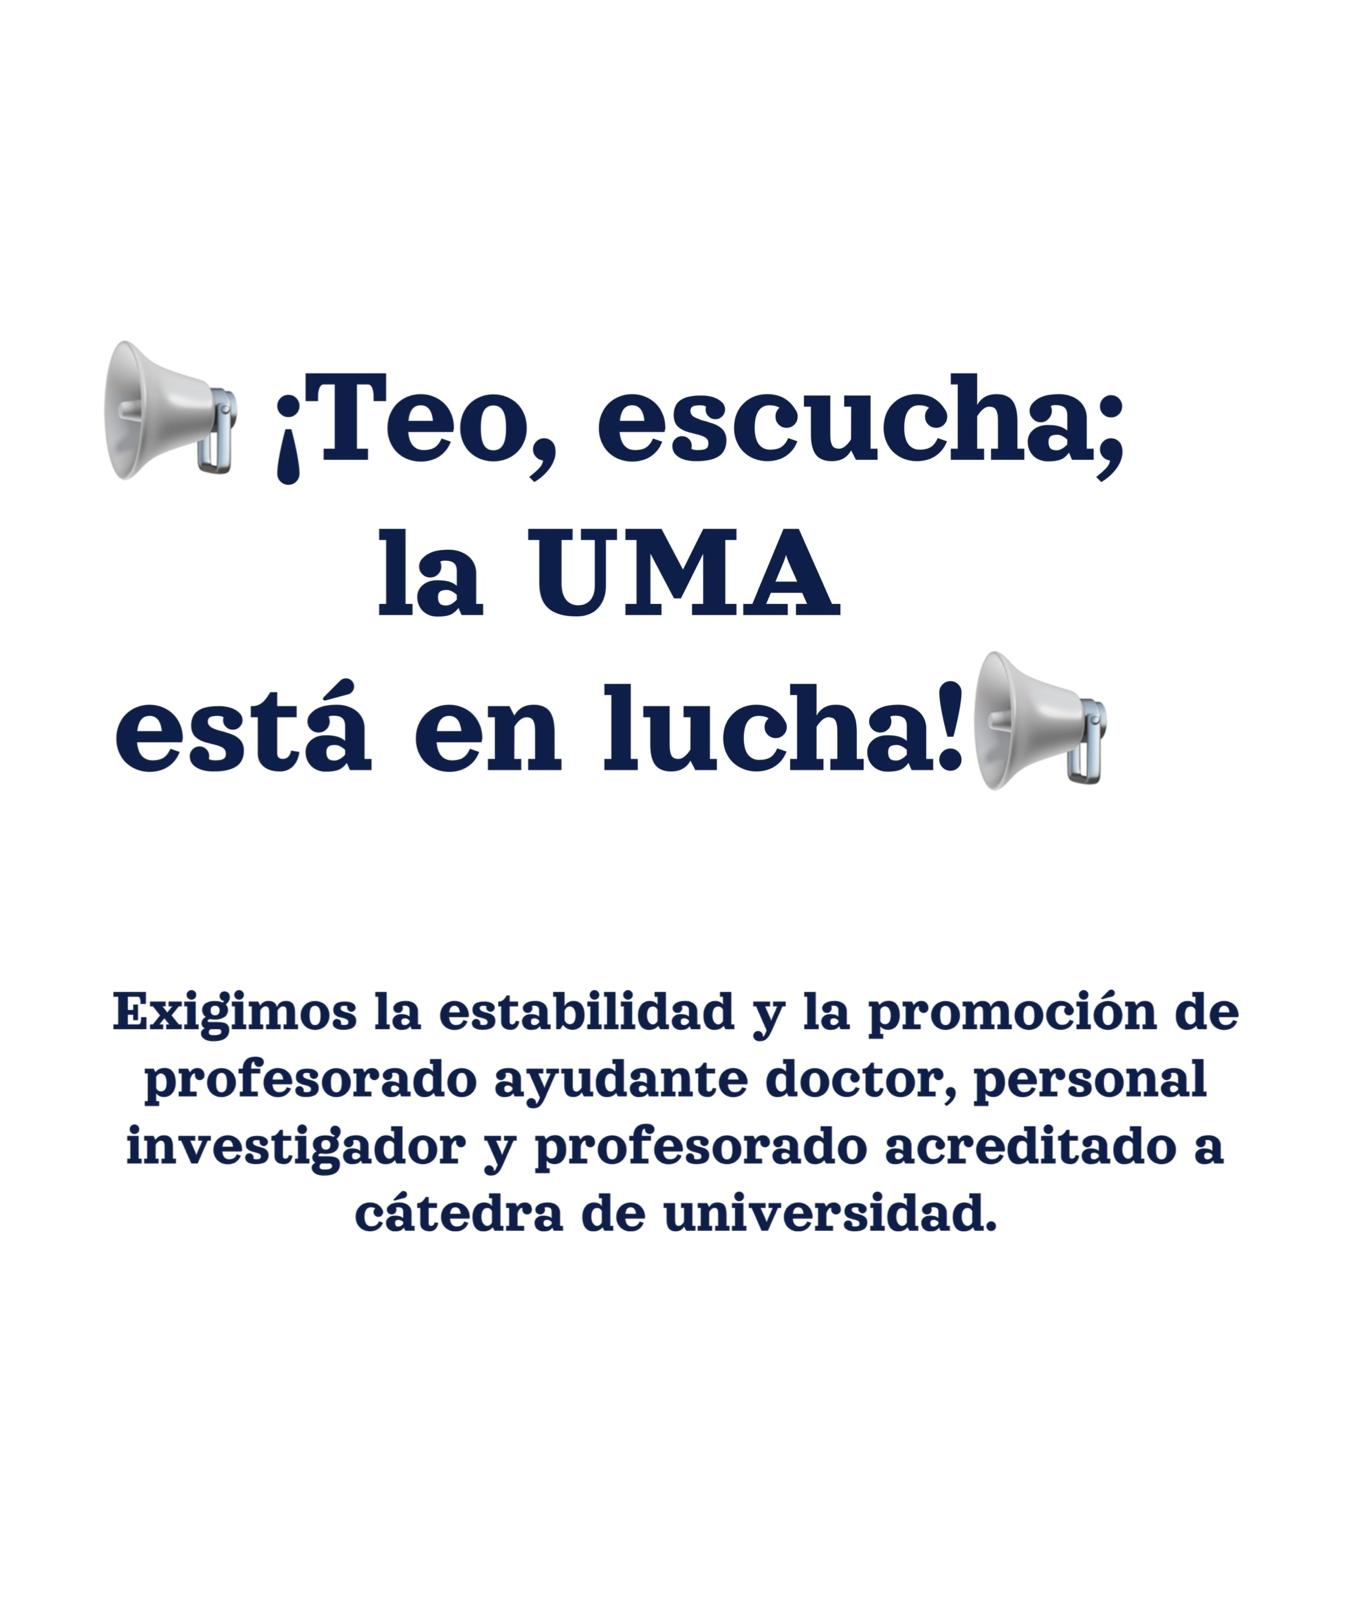 ¡Teo, escucha;
la UMA
está en lucha!
Exigimos la estabilidad y la promoción de
profesorado ayudante doctor, personal
investigador y profesorado acreditado a
cátedra de universidad.